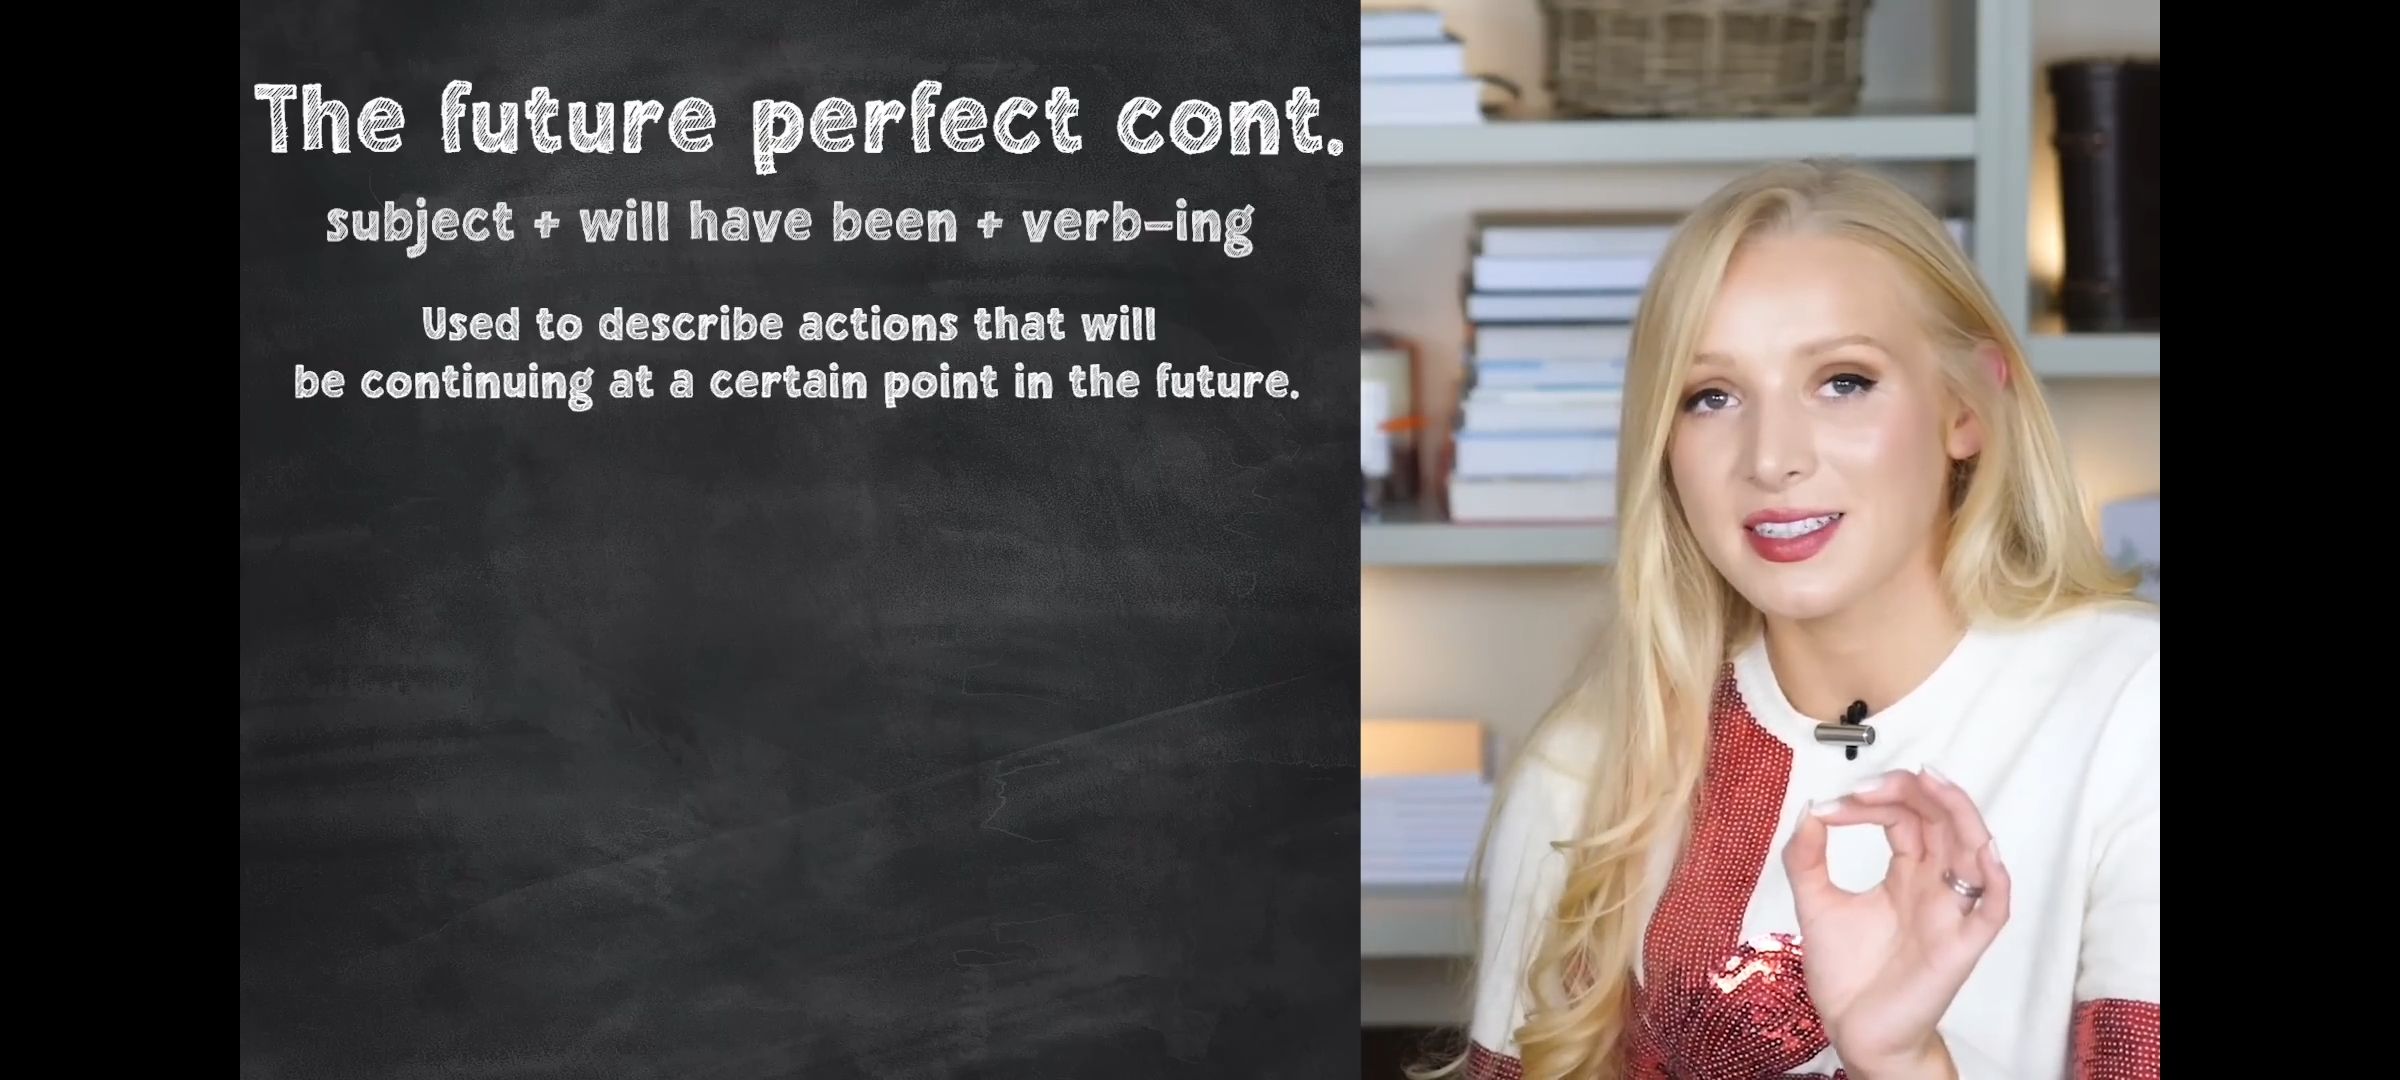 The future perfect cont.
subject + will have been + verb-ing
Used to describe actions that will
be continuing at a certain point in the future.